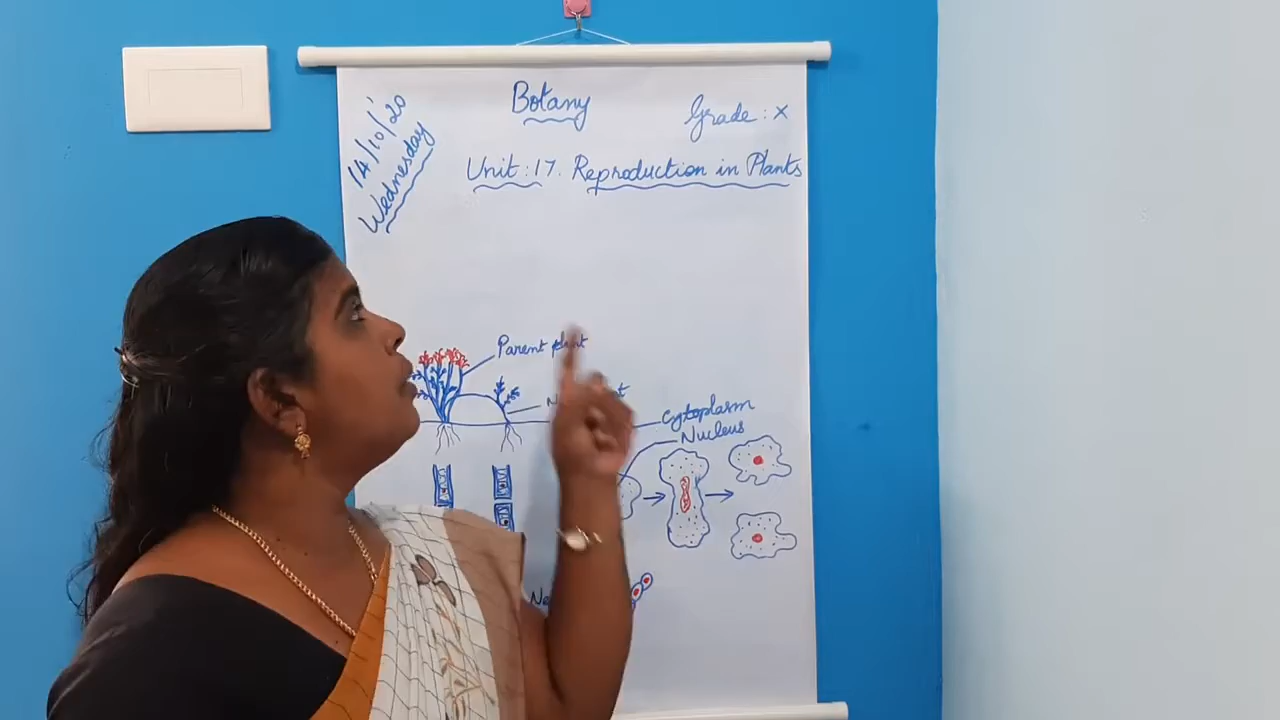 14/10/'20
Wednesday
Botany
Grade : X
Unit : 17. Reproduction in Plants
Parent plant
Cytoplasm
Nucleus